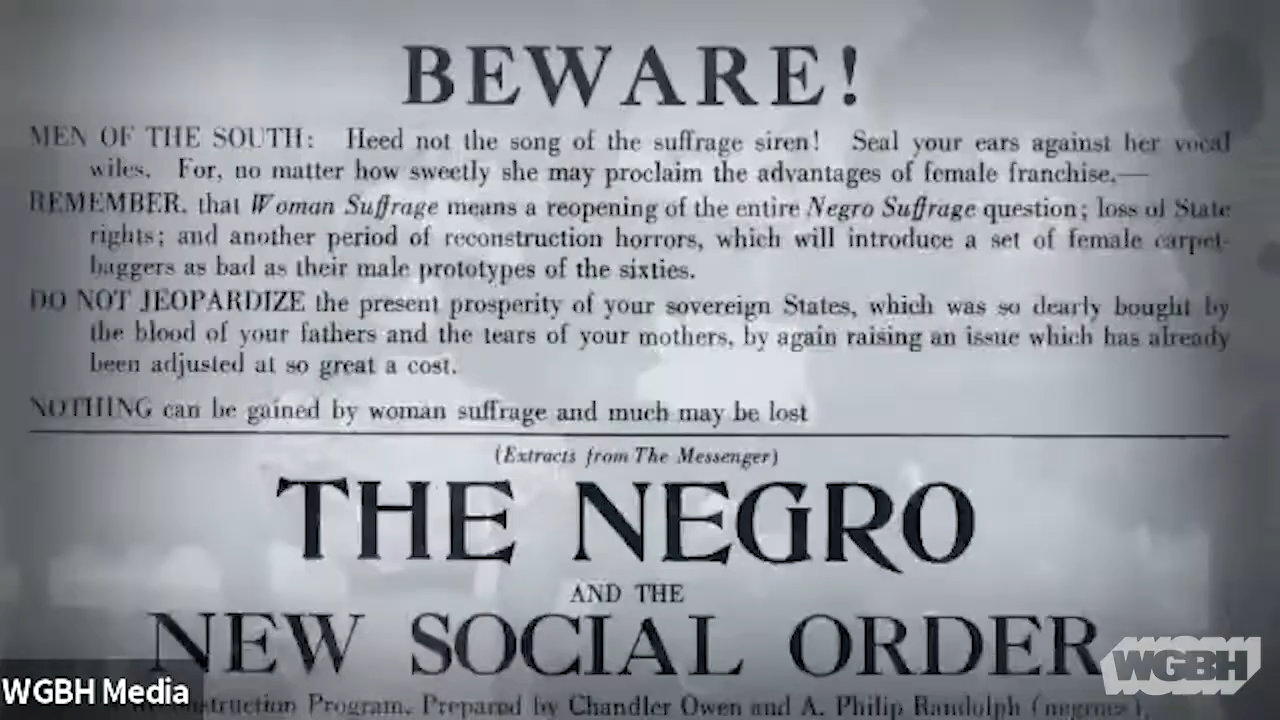 BEWARE!
MEN OF THE SOUTH: Heed not the song of the suffrage siren! Seal your ears against her vocal
wiles. For, no matter how sweetly she may proclaim the advantages of female franchise,—
REMEMBER, that Woman Suffrage means a reopening of the entire Negro Suffrage question; loss of State
rights; and another period of reconstruction horrors, which will introduce a set of female carpet-
baggers as bad as their male prototypes of the sixties.
DO NOT JEOPARDIZE the present prosperity of your sovereign States, which was so dearly bought by
the blood of your fathers and the tears of your mothers, by again raising an issue which has already
been adjusted at so great a cost.
NOTHING can be gained by woman suffrage and much may be lost
(Extracts from The Messenger)
THE NEGRO
AND THE
NEW SOCIAL ORDER
WGBH
WGBH Media
Program, Prepared by Chandler Owen and A. Philip Randolph (negroes),